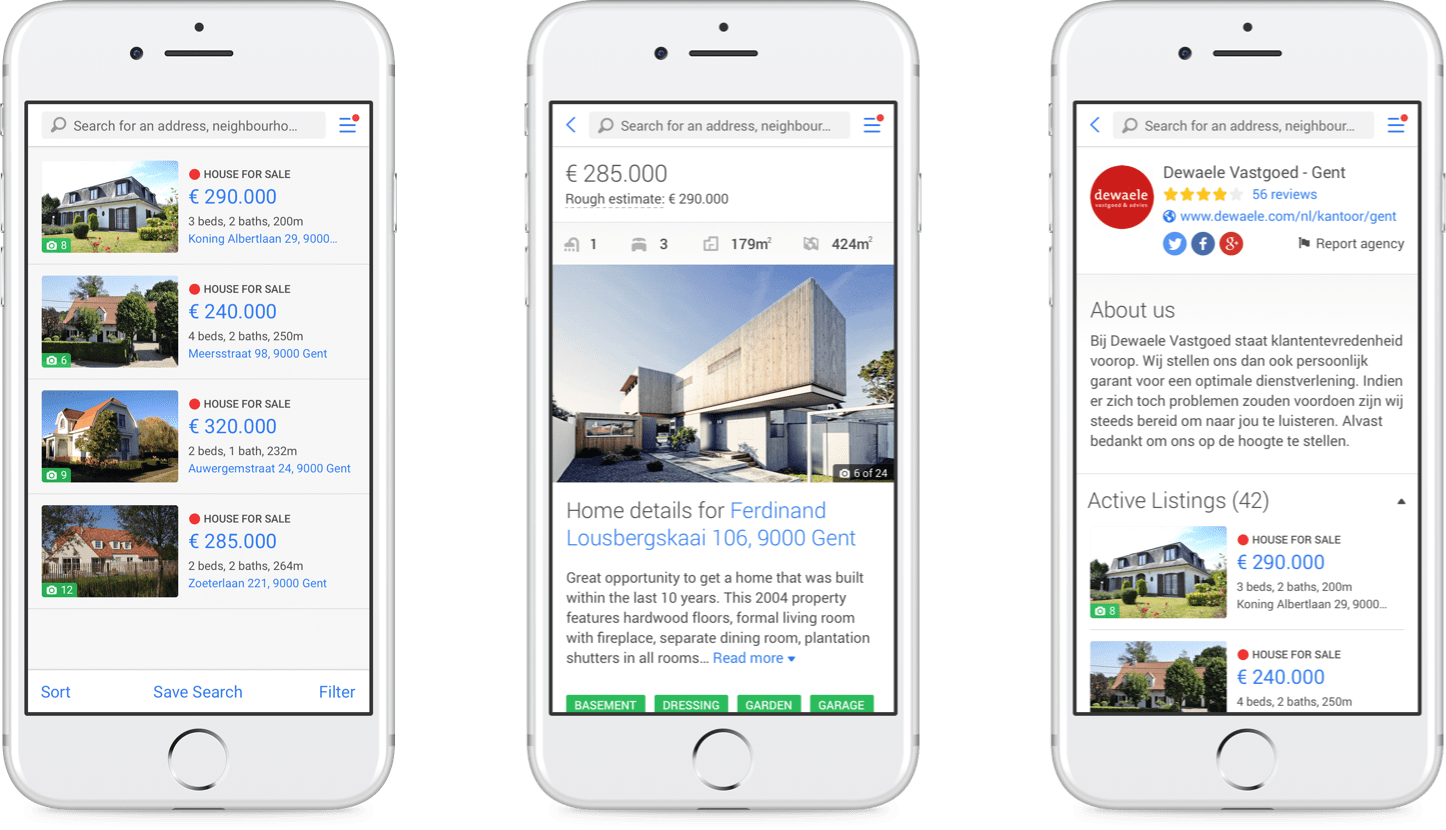 Search for an address, neighbourho...
HOUSE FOR SALE
€ 290.000
3 beds, 2 baths, 200m
Koning Albertlaan 29, 9000...
8
HOUSE FOR SALE
€ 240.000
4 beds, 2 baths, 250m
Meersstraat 98, 9000 Gent
6
HOUSE FOR SALE
€ 320.000
2 beds, 1 bath, 232m
Auwergemstraat 24, 9000 Gent
9
HOUSE FOR SALE
€ 285.000
2 beds, 2 baths, 264m
Zoeterlaan 221, 9000 Gent
12
Sort Save Search Filter
Search for an address, neighbour...
€ 285.000
Rough estimate: € 290.000
1 3 179m² 424m²
6 of 24
Home details for Ferdinand
Lousbergskaai 106, 9000 Gent
Great opportunity to get a home that was built
within the last 10 years. This 2004 property
features hardwood floors, formal living room
with fireplace, separate dining room, plantation
shutters in all rooms... Read more
BASEMENT DRESSING GARDEN GARAGE
Search for an address, neighbour...
dewaele
vastgoed & advies
Dewaele Vastgoed - Gent
56 reviews
www.dewaele.com/nl/kantoor/gent
Report agency
About us
Bij Dewaele Vastgoed staat klantentevredenheid
voorop. Wij stellen ons dan ook persoonlijk
garant voor een optimale dienstverlening. Indien
er zich toch problemen zouden voordoen zijn wij
steeds bereid om naar jou te luisteren. Alvast
bedankt om ons op de hoogte te stellen.
Active Listings (42)
HOUSE FOR SALE
€ 290.000
3 beds, 2 baths, 200m
Koning Albertlaan 29, 9000...
8
HOUSE FOR SALE
€ 240.000
4 beds, 2 baths, 250m